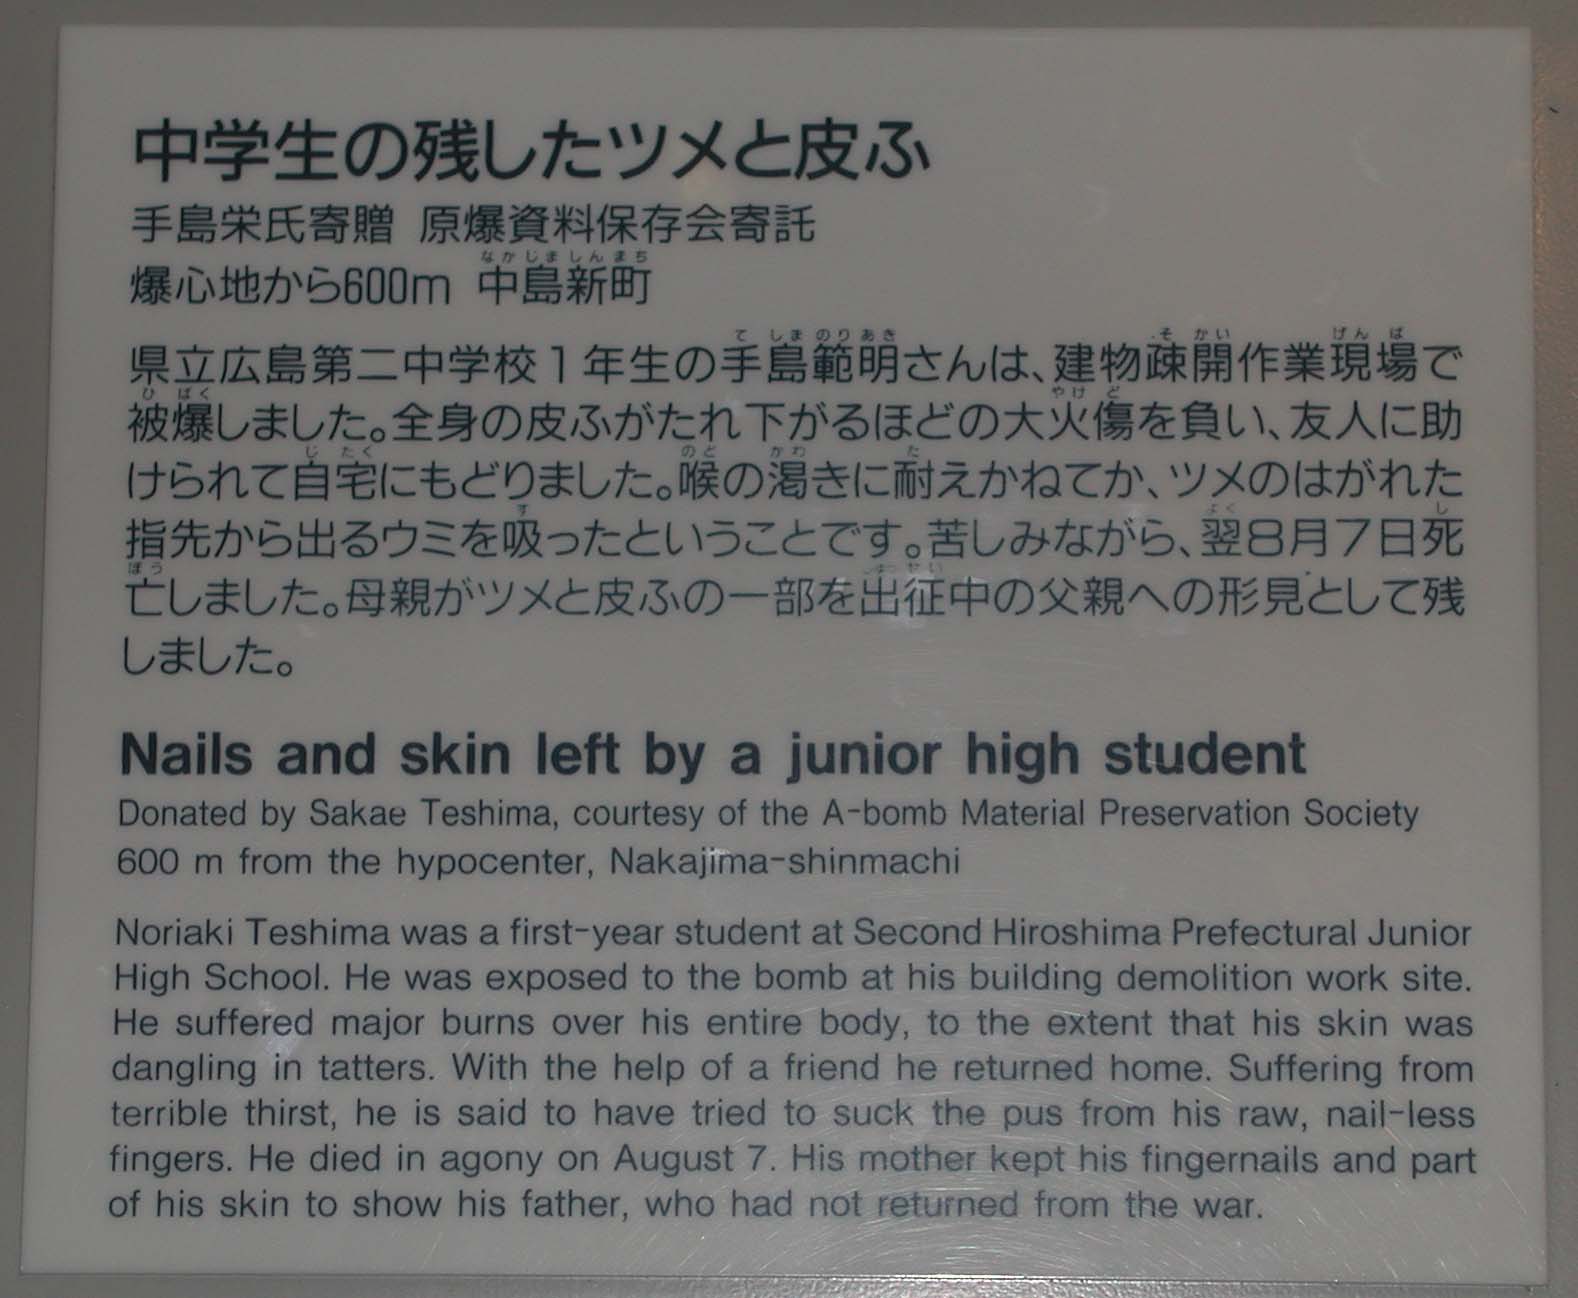 中学生の残したツメと皮ふ
手島栄氏寄贈 原爆資料保存会寄託
なかじましんまち
爆心地から600m 中島新町
てしまのりあき そかい げんば
県立広島第二中学校1年生の手島範明さんは、建物疎開作業現場で
ひばく やけど
被爆しました。全身の皮ふがたれ下がるほどの大火傷を負い、友人に助
じたく のど かわ た
けられて自宅にもどりました。喉の渇きに耐えかねてか、ツメのはがれた
す よく し
指先から出るウミを吸ったということです。苦しみながら、翌8月7日死
ぼう しゅっせい
亡しました。母親がツメと皮ふの一部を出征中の父親への形見として残
しました。
Nails and skin left by a junior high student
Donated by Sakae Teshima, courtesy of the A-bomb Material Preservation Society
600 m from the hypocenter, Nakajima-shinmachi
Noriaki Teshima was a first-year student at Second Hiroshima Prefectural Junior
High School. He was exposed to the bomb at his building demolition work site.
He suffered major burns over his entire body, to the extent that his skin was
dangling in tatters. With the help of a friend he returned home. Suffering from
terrible thirst, he is said to have tried to suck the pus from his raw, nail-less
fingers. He died in agony on August 7. His mother kept his fingernails and part
of his skin to show his father, who had not returned from the war.